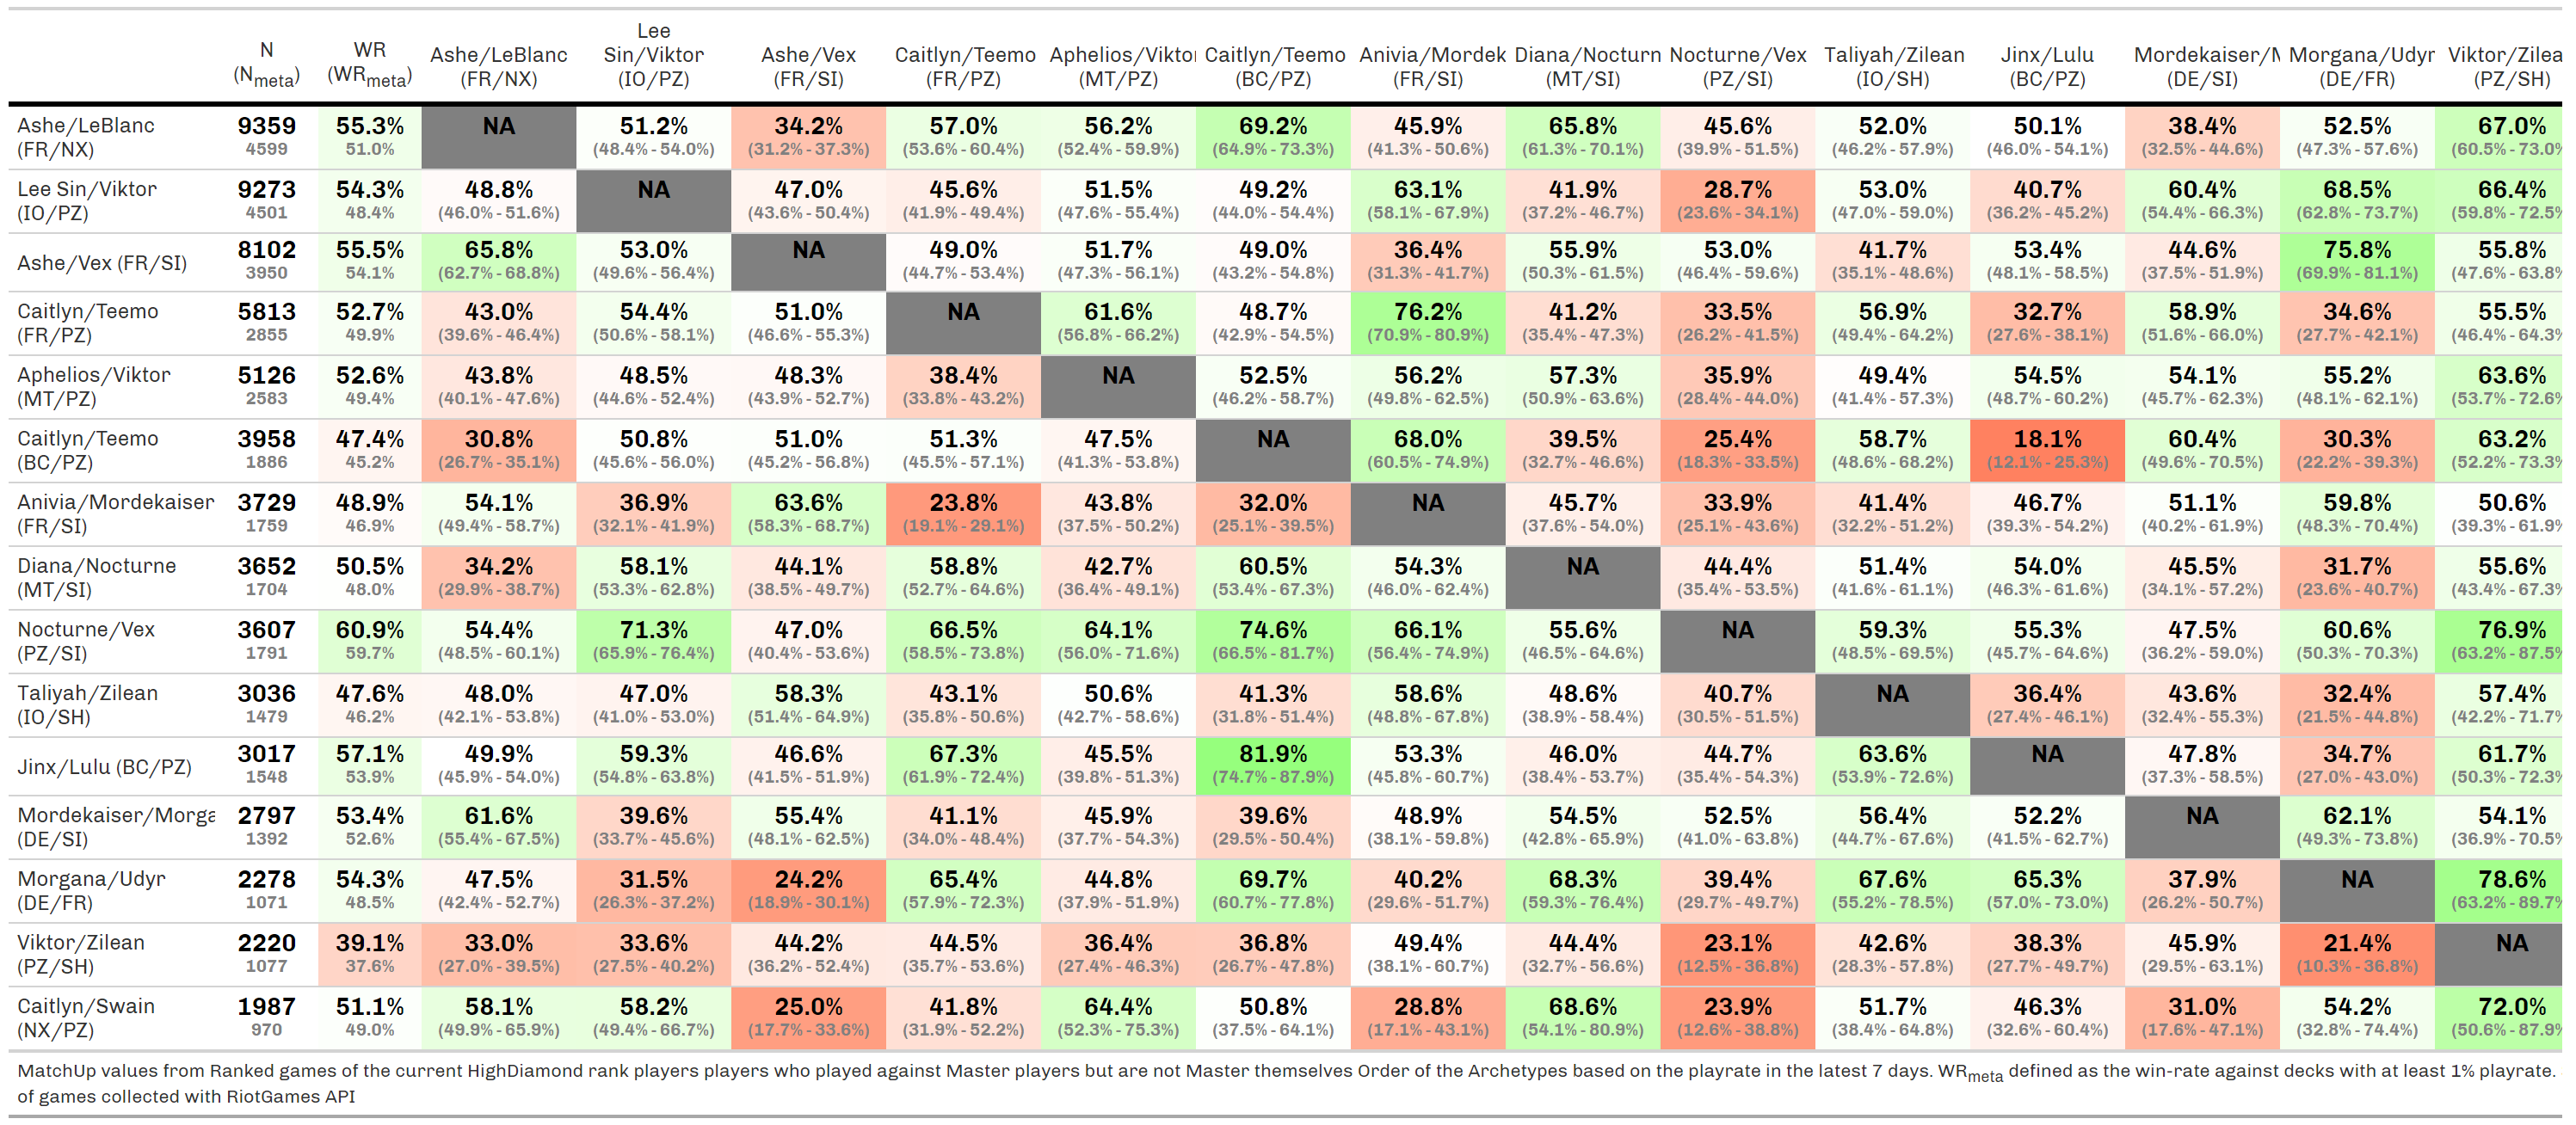 N WR Ashe/LeBlanc Lee Sin/Viktor Ashe/Vex Caitlyn/Teemo Aphelios/Viktor Caitlyn/Teemo Anivia/Mordek Diana/Nocturn Nocturne/Vex Taliyah/Zilean Jinx/Lulu Mordekaiser/M Morgana/Udyr Viktor/Zilea
(Nmeta) (WRmeta) (FR/NX) (IO/PZ) (FR/SI) (FR/PZ) (MT/PZ) (BC/PZ) (FR/SI) (MT/SI) (PZ/SI) (IO/SH) (BC/PZ) (DE/SI) (DE/FR) (PZ/SH)
Ashe/LeBlanc 9359 55.3% NA 51.2% 34.2% 57.0% 56.2% 69.2% 45.9% 65.8% 45.6% 52.0% 50.1% 38.4% 52.5% 67.0%
(FR/NX) 4599 51.0% (48.4% - 54.0%) (31.2% - 37.3%) (53.6% - 60.4%) (52.4% - 59.9%) (64.9% - 73.3%) (41.3% - 50.6%) (61.3% - 70.1%) (39.9% - 51.5%) (46.2% - 57.9%) (46.0% - 54.1%) (32.5% - 44.6%) (47.3% - 57.6%) (60.5% - 73.0%
Lee Sin/Viktor 9273 54.3% 48.8% NA 47.0% 45.6% 51.5% 49.2% 63.1% 41.9% 28.7% 53.0% 40.7% 60.4% 68.5% 66.4%
(IO/PZ) 4501 48.4% (46.0% - 51.6%) (43.6% - 50.4%) (41.9% - 49.4%) (47.6% - 55.4%) (44.0% - 54.4%) (58.1% - 67.9%) (37.2% - 46.7%) (23.6% - 34.1%) (47.0% - 59.0%) (36.2% - 45.2%) (54.4% - 66.3%) (62.8% - 73.7%) (59.8% - 72.5%
Ashe/Vex (FR/SI) 8102 55.5% 65.8% 53.0% NA 49.0% 51.7% 49.0% 36.4% 55.9% 53.0% 41.7% 53.4% 44.6% 75.8% 55.8%
3950 54.1% (62.7% - 68.8%) (49.6% - 56.4%) (44.7% - 53.4%) (47.3% - 56.1%) (43.2% - 54.8%) (31.3% - 41.7%) (50.3% - 61.5%) (46.4% - 59.6%) (35.1% - 48.6%) (48.1% - 58.5%) (37.5% - 51.9%) (69.9% - 81.1%) (47.6% - 63.8%
Caitlyn/Teemo 5813 52.7% 43.0% 54.4% 51.0% NA 61.6% 48.7% 76.2% 41.2% 33.5% 56.9% 32.7% 58.9% 34.6% 55.5%
(FR/PZ) 2855 49.9% (39.6% - 46.4%) (50.6% - 58.1%) (46.6% - 55.3%) (56.8% - 66.2%) (42.9% - 54.5%) (70.9% - 80.9%) (35.4% - 47.3%) (26.2% - 41.5%) (49.4% - 64.2%) (27.6% - 38.1%) (51.6% - 66.0%) (27.7% - 42.1%) (46.4% - 64.3%
Aphelios/Viktor 5126 52.6% 43.8% 48.5% 48.3% 38.4% NA 52.5% 56.2% 57.3% 35.9% 49.4% 54.5% 54.1% 55.2% 63.6%
(MT/PZ) 2583 49.4% (40.1% - 47.6%) (44.6% - 52.4%) (43.9% - 52.7%) (33.8% - 43.2%) (46.2% - 58.7%) (49.8% - 62.5%) (50.9% - 63.6%) (28.4% - 44.0%) (41.4% - 57.3%) (48.7% - 60.2%) (45.7% - 62.3%) (48.1% - 62.1%) (53.7% - 72.6%
Caitlyn/Teemo 3958 47.4% 30.8% 50.8% 51.0% 51.3% 47.5% NA 68.0% 39.5% 25.4% 58.7% 18.1% 60.4% 30.3% 63.2%
(BC/PZ) 1886 45.2% (26.7% - 35.1%) (45.6% - 56.0%) (45.2% - 56.8%) (45.5% - 57.1%) (41.3% - 53.8%) (60.5% - 74.9%) (32.7% - 46.6%) (18.3% - 33.5%) (48.6% - 68.2%) (12.1% - 25.3%) (49.6% - 70.5%) (22.2% - 39.3%) (52.2% - 73.3%
Anivia/Mordekaiser 3729 48.9% 54.1% 36.9% 63.6% 23.8% 43.8% 32.0% NA 45.7% 33.9% 41.4% 46.7% 51.1% 59.8% 50.6%
(FR/SI) 1759 46.9% (49.4% - 58.7%) (32.1% - 41.9%) (58.3% - 68.7%) (19.1% - 29.1%) (37.5% - 50.2%) (25.1% - 39.5%) (37.6% - 54.0%) (25.1% - 43.6%) (32.2% - 51.2%) (39.3% - 54.2%) (40.2% - 61.9%) (48.3% - 70.4%) (39.3% - 61.9%
Diana/Nocturne 3652 50.5% 34.2% 58.1% 44.1% 58.8% 42.7% 60.5% 54.3% NA 44.4% 51.4% 54.0% 45.5% 31.7% 55.6%
(MT/SI) 1704 48.0% (29.9% - 38.7%) (53.3% - 62.8%) (38.5% - 49.7%) (52.7% - 64.6%) (36.4% - 49.1%) (53.4% - 67.3%) (46.0% - 62.4%) (35.4% - 53.5%) (41.6% - 61.1%) (46.3% - 61.6%) (34.1% - 57.2%) (23.6% - 40.7%) (43.4% - 67.3%
Nocturne/Vex 3607 60.9% 54.4% 71.3% 47.0% 66.5% 64.1% 74.6% 66.1% 55.6% NA 59.3% 55.3% 47.5% 60.6% 76.9%
(PZ/SI) 1791 59.7% (48.5% - 60.1%) (65.9% - 76.4%) (40.4% - 53.6%) (58.5% - 73.8%) (56.0% - 71.6%) (66.5% - 81.7%) (56.4% - 74.9%) (46.5% - 64.6%) (48.5% - 69.5%) (45.7% - 64.6%) (36.2% - 59.0%) (50.3% - 70.3%) (63.2% - 87.5%
Taliyah/Zilean 3036 47.6% 48.0% 47.0% 58.3% 43.1% 50.6% 41.3% 58.6% 48.6% 40.7% NA 36.4% 43.6% 32.4% 57.4%
(IO/SH) 1479 46.2% (42.1% - 53.8%) (41.0% - 53.0%) (51.4% - 64.9%) (35.8% - 50.6%) (42.7% - 58.6%) (31.8% - 51.4%) (48.8% - 67.8%) (38.9% - 58.4%) (30.5% - 51.5%) (27.4% - 46.1%) (32.4% - 55.3%) (21.5% - 44.8%) (42.2% - 71.7%
Jinx/Lulu (BC/PZ) 3017 57.1% 49.9% 59.3% 46.6% 67.3% 45.5% 81.9% 53.3% 46.0% 44.7% 63.6% NA 47.8% 34.7% 61.7%
1548 53.9% (45.9% - 54.0%) (54.8% - 63.8%) (41.5% - 51.9%) (61.9% - 72.4%) (39.8% - 51.3%) (74.7% - 87.9%) (45.8% - 60.7%) (38.4% - 53.7%) (35.4% - 54.3%) (53.9% - 72.6%) (37.3% - 58.5%) (27.0% - 43.0%) (50.3% - 72.3%
Mordekaiser/Morga 2797 53.4% 61.6% 39.6% 55.4% 41.1% 45.9% 39.6% 48.9% 54.5% 52.5% 56.4% 52.2% NA 62.1% 54.1%
(DE/SI) 1392 52.6% (55.4% - 67.5%) (33.7% - 45.6%) (48.1% - 62.5%) (34.0% - 48.4%) (37.7% - 54.3%) (29.5% - 50.4%) (38.1% - 59.8%) (42.8% - 65.9%) (41.0% - 63.8%) (44.7% - 67.6%) (41.5% - 62.7%) (49.3% - 73.8%) (36.9% - 70.5%
Morgana/Udyr 2278 54.3% 47.5% 31.5% 24.2% 65.4% 44.8% 69.7% 40.2% 68.3% 39.4% 67.6% 65.3% 37.9% NA 78.6%
(DE/FR) 1071 48.5% (42.4% - 52.7%) (26.3% - 37.2%) (18.9% - 30.1%) (57.9% - 72.3%) (37.9% - 51.9%) (60.7% - 77.8%) (29.6% - 51.7%) (59.3% - 76.4%) (29.7% - 49.7%) (55.2% - 78.5%) (57.0% - 73.0%) (26.2% - 50.7%) (63.2% - 89.7%
Viktor/Zilean 2220 39.1% 33.0% 33.6% 44.2% 44.5% 36.4% 36.8% 49.4% 44.4% 23.1% 42.6% 38.3% 45.9% 21.4% NA
(PZ/SH) 1077 37.6% (27.0% - 39.5%) (27.5% - 40.2%) (36.2% - 52.4%) (35.7% - 53.6%) (27.4% - 46.3%) (26.7% - 47.8%) (38.1% - 60.7%) (32.7% - 56.6%) (12.5% - 36.8%) (28.3% - 57.8%) (27.7% - 49.7%) (29.5% - 63.1%) (10.3% - 36.8%)
Caitlyn/Swain 1987 51.1% 58.1% 58.2% 25.0% 41.8% 64.4% 50.8% 28.8% 68.6% 23.9% 51.7% 46.3% 31.0% 54.2% 72.0%
(NX/PZ) 970 49.0% (49.9% - 65.9%) (49.4% - 66.7%) (17.7% - 33.6%) (31.9% - 52.2%) (52.3% - 75.3%) (37.5% - 64.1%) (17.1% - 43.1%) (54.1% - 80.9%) (12.6% - 38.8%) (38.4% - 64.8%) (32.6% - 60.4%) (17.6% - 47.1%) (32.8% - 74.4%) (50.6% - 87.9%
MatchUp values from Ranked games of the current HighDiamond rank players players who played against Master players but are not Master themselves Order of the Archetypes based on the playrate in the latest 7 days. WRmeta defined as the win-rate against decks with at least 1% playrate.
of games collected with RiotGames API